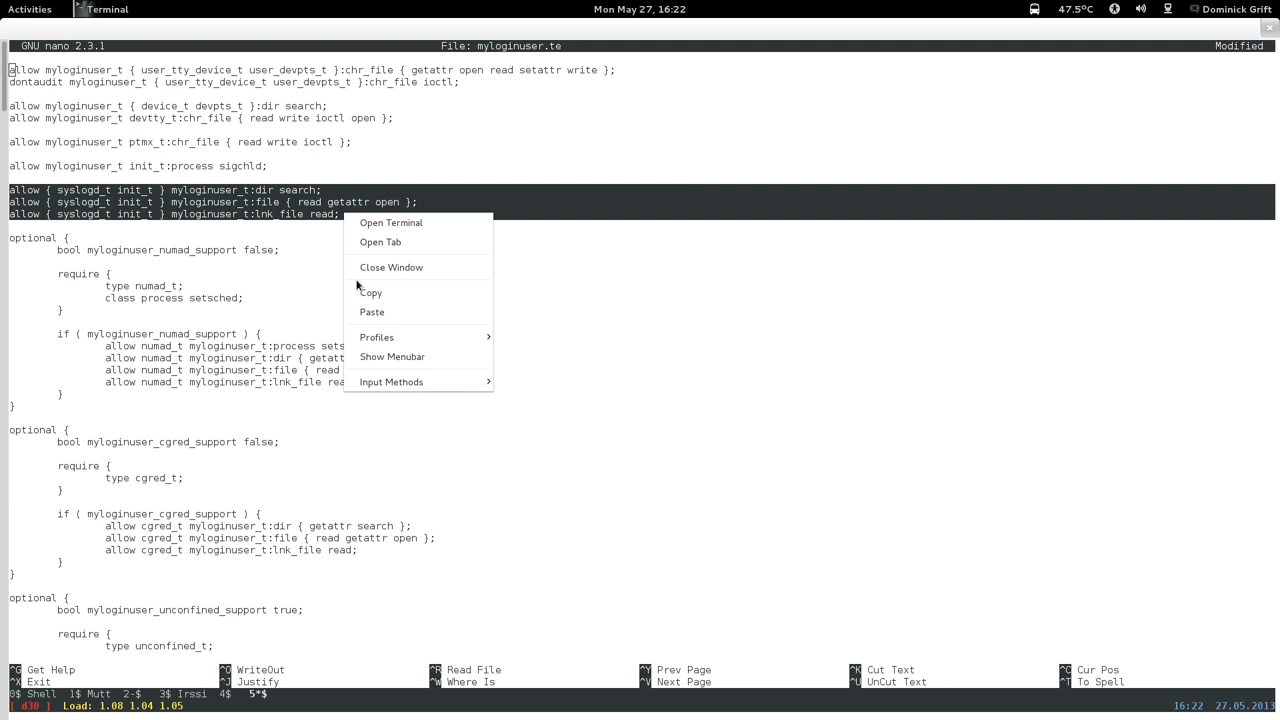 Activities Terminal Mon May 27, 16:22 47.5°C Dominick Grift
GNU nano 2.3.1 File: myloginuser.te Modified
allow myloginuser_t { user_tty_device_t user_devpts_t }:chr_file { getattr open read setattr write };
dontaudit myloginuser_t { user_tty_device_t user_devpts_t }:chr_file ioctl;
allow myloginuser_t { device_t devpts_t }:dir search;
allow myloginuser_t devtty_t:chr_file { read write ioctl open };
allow myloginuser_t ptmx_t:chr_file { read write ioctl };
allow myloginuser_t init_t:process sigchld;
allow { syslogd_t init_t } myloginuser_t:dir search;
allow { syslogd_t init_t } myloginuser_t:file { read getattr open };
allow { syslogd_t init_t } myloginuser_t:lnk_file read;
optional {
bool myloginuser_numad_support false;
require {
type numad_t;
class process setsched;
}
if ( myloginuser_numad_support ) {
allow numad_t myloginuser_t:process sets
allow numad_t myloginuser_t:dir { getatt
allow numad_t myloginuser_t:file { read
allow numad_t myloginuser_t:lnk_file rea
}
}
Open Terminal
Open Tab
Close Window
Copy
Paste
Profiles
Show Menubar
Input Methods
optional {
bool myloginuser_cgred_support false;
require {
type cgred_t;
}
if ( myloginuser_cgred_support ) {
allow cgred_t myloginuser_t:dir { getattr search };
allow cgred_t myloginuser_t:file { read getattr open };
allow cgred_t myloginuser_t:lnk_file read;
}
}
optional {
bool myloginuser_unconfined_support true;
require {
type unconfined_t;
^G Get Help ^O WriteOut ^R Read File ^Y Prev Page ^K Cut Text ^C Cur Pos
^X Exit ^J Justify ^W Where Is ^V Next Page ^U UnCut Text ^T To Spell
0$ Shell 1$ Mutt 2-$ 3$ Irssi 4$ 5*$
[ d30 ] Load: 1.08 1.04 1.05 16:22 27.05.2013